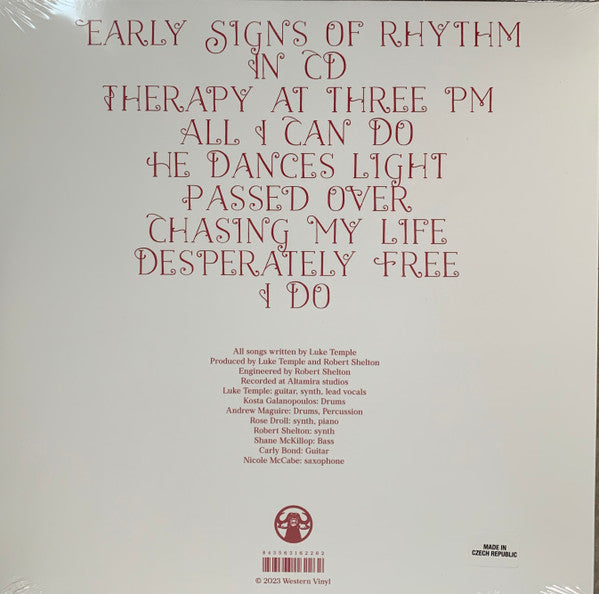 EARLY SIGNS OF RHYTHM
IN CD
THERAPY AT THREE PM
ALL I CAN DO
HE DANCES LIGHT
PASSED OVER
CHASING MY LIFE
DESPERATELY FREE
I DO
All songs written by Luke Temple
Produced by Luke Temple and Robert Shelton
Engineered by Robert Shelton
Recorded at Altamira studios
Luke Temple: guitar, synth, lead vocals
Kosta Galanopoulos: Drums
Andrew Maguire: Drums, Percussion
Rose Droll: synth, piano
Robert Shelton: synth
Shane McKillop: Bass
Carly Bond: Guitar
Nicole McCabe: saxophone
843563162262
© 2023 Western Vinyl
MADE IN
CZECH REPUBLIC